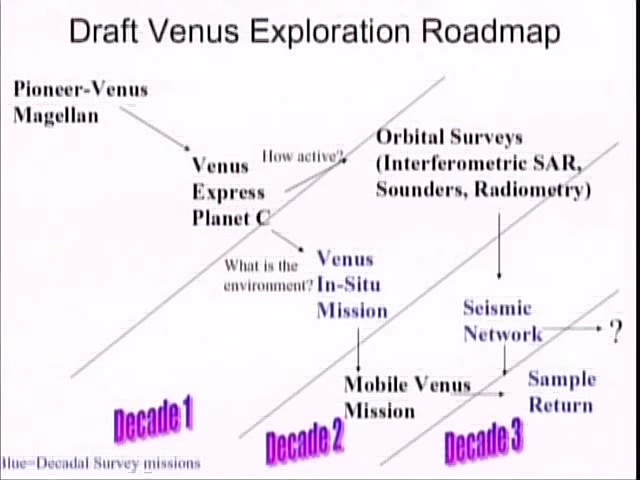 Draft Venus Exploration Roadmap
Pioneer-Venus
Magellan
Venus
Express
Planet C
How active?
Orbital Surveys
(Interferometric SAR,
Sounders, Radiometry)
What is the
environment?
Venus
In-Situ
Mission
Seismic
Network
?
Mobile Venus
Mission
Sample
Return
Decade 1
Decade 2
Decade 3
Blue=Decadal Survey missions